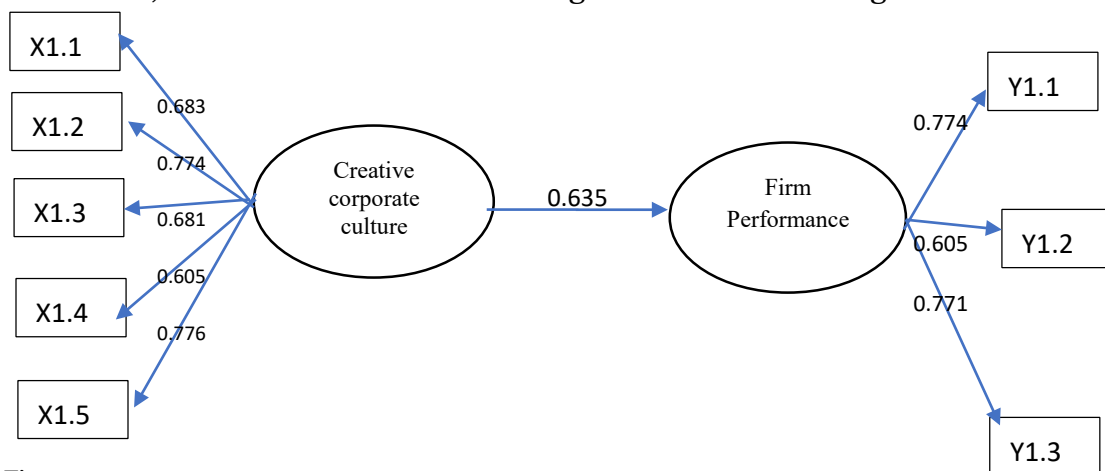 X1.1
X1.2
X1.3
X1.4
X1.5
0.683
0.774
0.681
0.605
0.776
Creative
corporate
culture
0.635
Firm
Performance
0.774
0.605
0.771
Y1.1
Y1.2
Y1.3